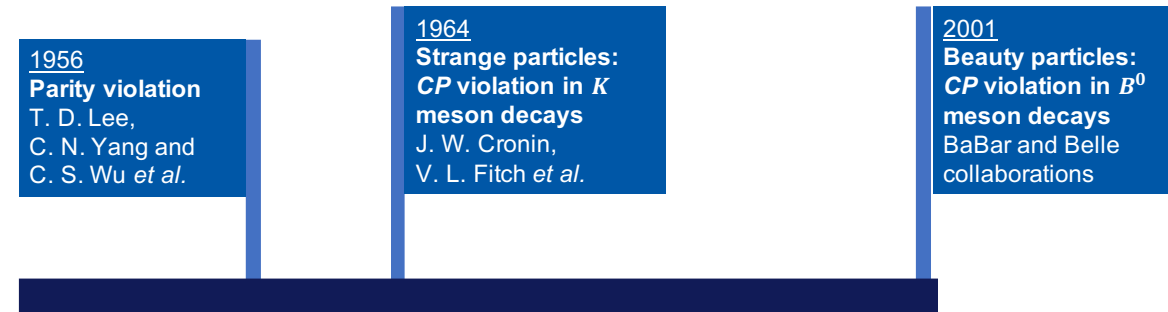 1956
Parity violation
T. D. Lee,
C. N. Yang and
C. S. Wu et al.
1964
Strange particles:
CP violation in K
meson decays
J. W. Cronin,
V. L. Fitch et al.
2001
Beauty particles:
CP violation in B⁰
meson decays
BaBar and Belle
collaborations